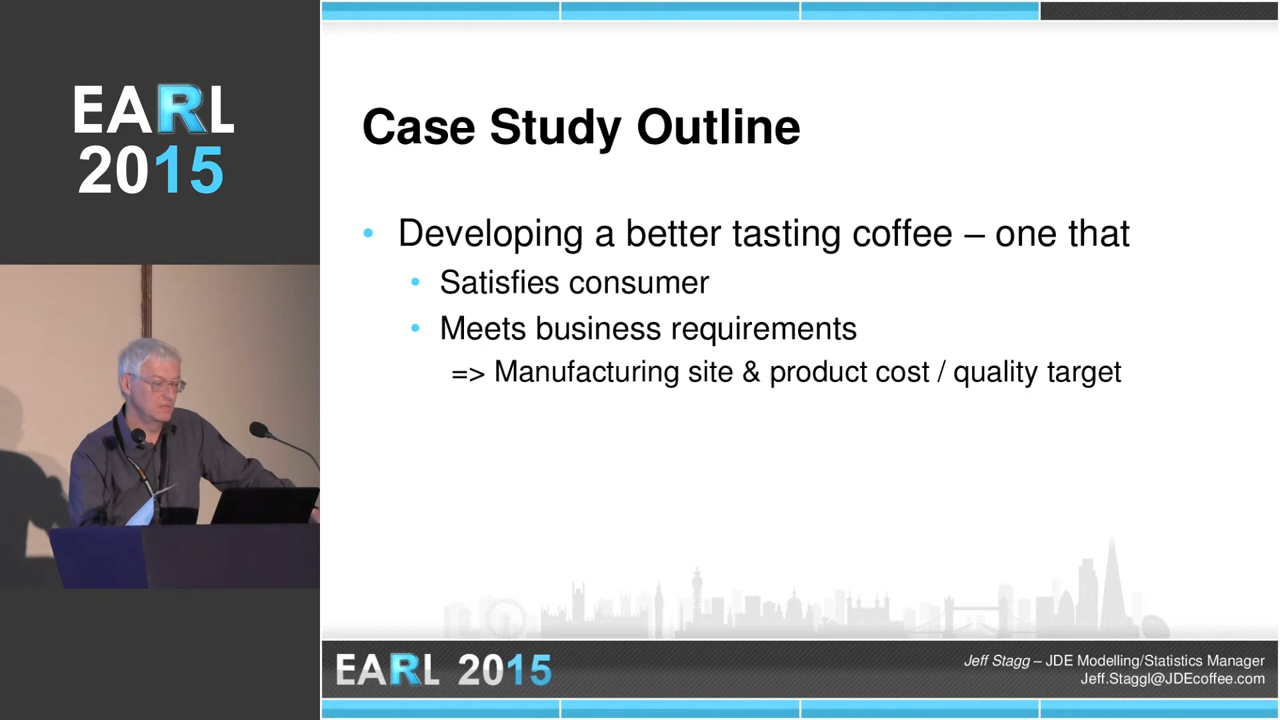 EARL
2015
Case Study Outline
• Developing a better tasting coffee – one that
• Satisfies consumer
• Meets business requirements
=> Manufacturing site & product cost / quality target
EARL 2015
Jeff Stagg – JDE Modelling/Statistics Manager
Jeff.Staggl@JDEcoffee.com